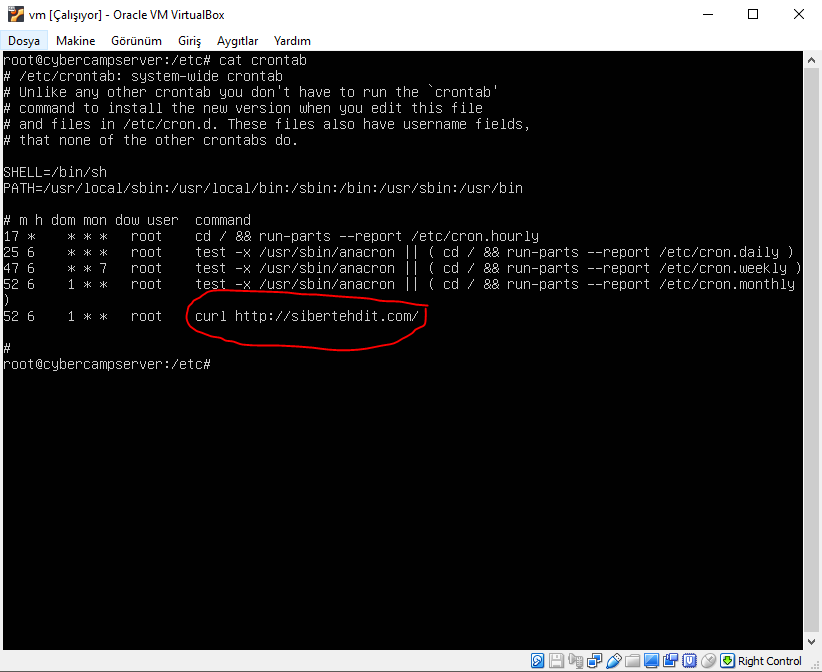 vm [Çalışıyor] - Oracle VM VirtualBox
Dosya Makine Görünüm Giriş Aygıtlar Yardım
root@cybercampserver:/etc# cat crontab
# /etc/crontab: system-wide crontab
# Unlike any other crontab you don't have to run the `crontab'
# command to install the new version when you edit this file
# and files in /etc/cron.d. These files also have username fields,
# that none of the other crontabs do.
SHELL=/bin/sh
PATH=/usr/local/sbin:/usr/local/bin:/sbin:/bin:/usr/sbin:/usr/bin
# m h dom mon dow user  command
17 *    * * *   root    cd / && run-parts --report /etc/cron.hourly
25 6    * * *   root    test -x /usr/sbin/anacron || ( cd / && run-parts --report /etc/cron.daily )
47 6    * * 7   root    test -x /usr/sbin/anacron || ( cd / && run-parts --report /etc/cron.weekly )
52 6    1 * *   root    test -x /usr/sbin/anacron || ( cd / && run-parts --report /etc/cron.monthly
)
52 6    1 * *   root    curl http://sibertehdit.com/
#
root@cybercampserver:/etc#
Right Control